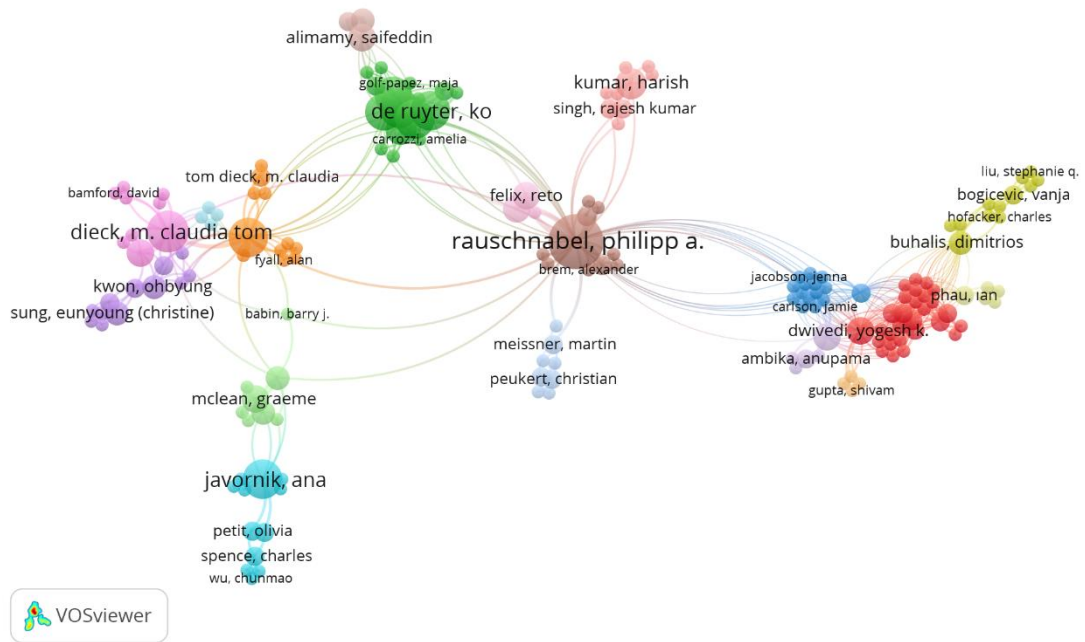 alimamy, saifeddin
golf-papez, maja
de ruyter, ko
carrozzi, amelia
kumar, harish
singh, rajesh kumar
tom dieck, m. claudia
bamford, david
felix, reto
liu, stephanie q.
bogicevic, vanja
hofacker, charles
buhalis, dimitrios
dieck, m. claudia tom
rauschnabel, philipp a.
fyall, alan
brem, alexander
kwon, ohbyung
jacobson, jenna
phau, ian
sung, eunyoung (christine)
babin, barry j.
carlson, jamie
dwivedi, yogesh k.
meissner, martin
ambika, anupama
peukert, christian
gupta, shivam
mclean, graeme
javornik, ana
petit, olivia
spence, charles
wu, chunmao
VOSviewer